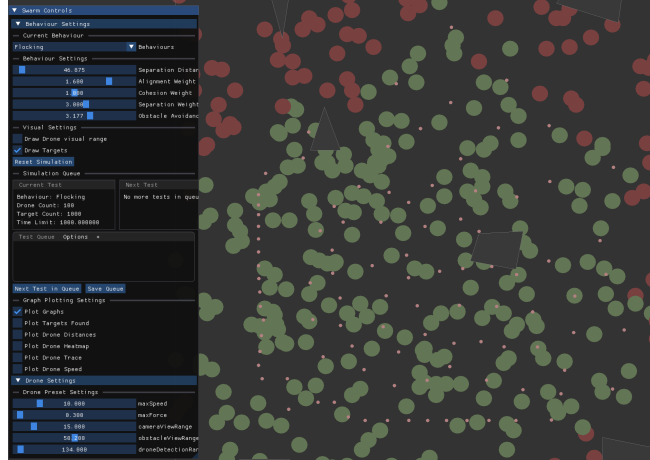 Swarm Controls
Behaviour Settings
Current Behaviour
Flocking Behaviours
Behaviour Settings
46.875 Separation Distan
1.600 Alignment Weight
Cohesion Weight
3.000 Separation Weight
3.177 Obstacle Avoidanc
Visual Settings
Draw Drone visual range
Draw Targets
Reset Simulation
Simulation Queue
Current Test Next Test
Behaviour: Flocking No more tests in queu
Drone Count: 100
Target Count: 1000
Time Limit: 1000.000000
Test Queue Options
Next Test in Queue Save Queue
Graph Plotting Settings
Plot Graphs
Plot Targets Found
Plot Drone Distances
Plot Drone Heatmap
Plot Drone Trace
Plot Drone Speed
Drone Settings
Drone Preset Settings
10.000 maxSpeed
0.300 maxForce
15.000 cameraViewRange
obstacleViewRange
134.000 droneDetectionRan